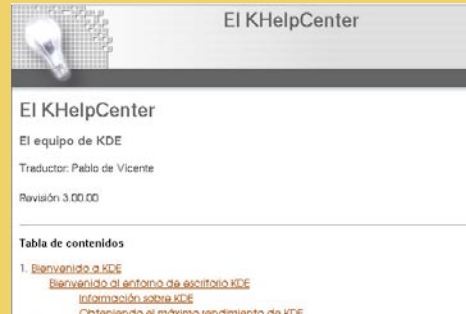 El KHelpCenter
El KHelpCenter
El equipo de KDE
Traductor: Pablo de Vicente
Revisión 3.00.00
Tabla de contenidos
1. Bienvenido a KDE
Bienvenido al entorno de escritorio KDE
Información sobre KDE
Obteniendo el máximo rendimiento de KDE